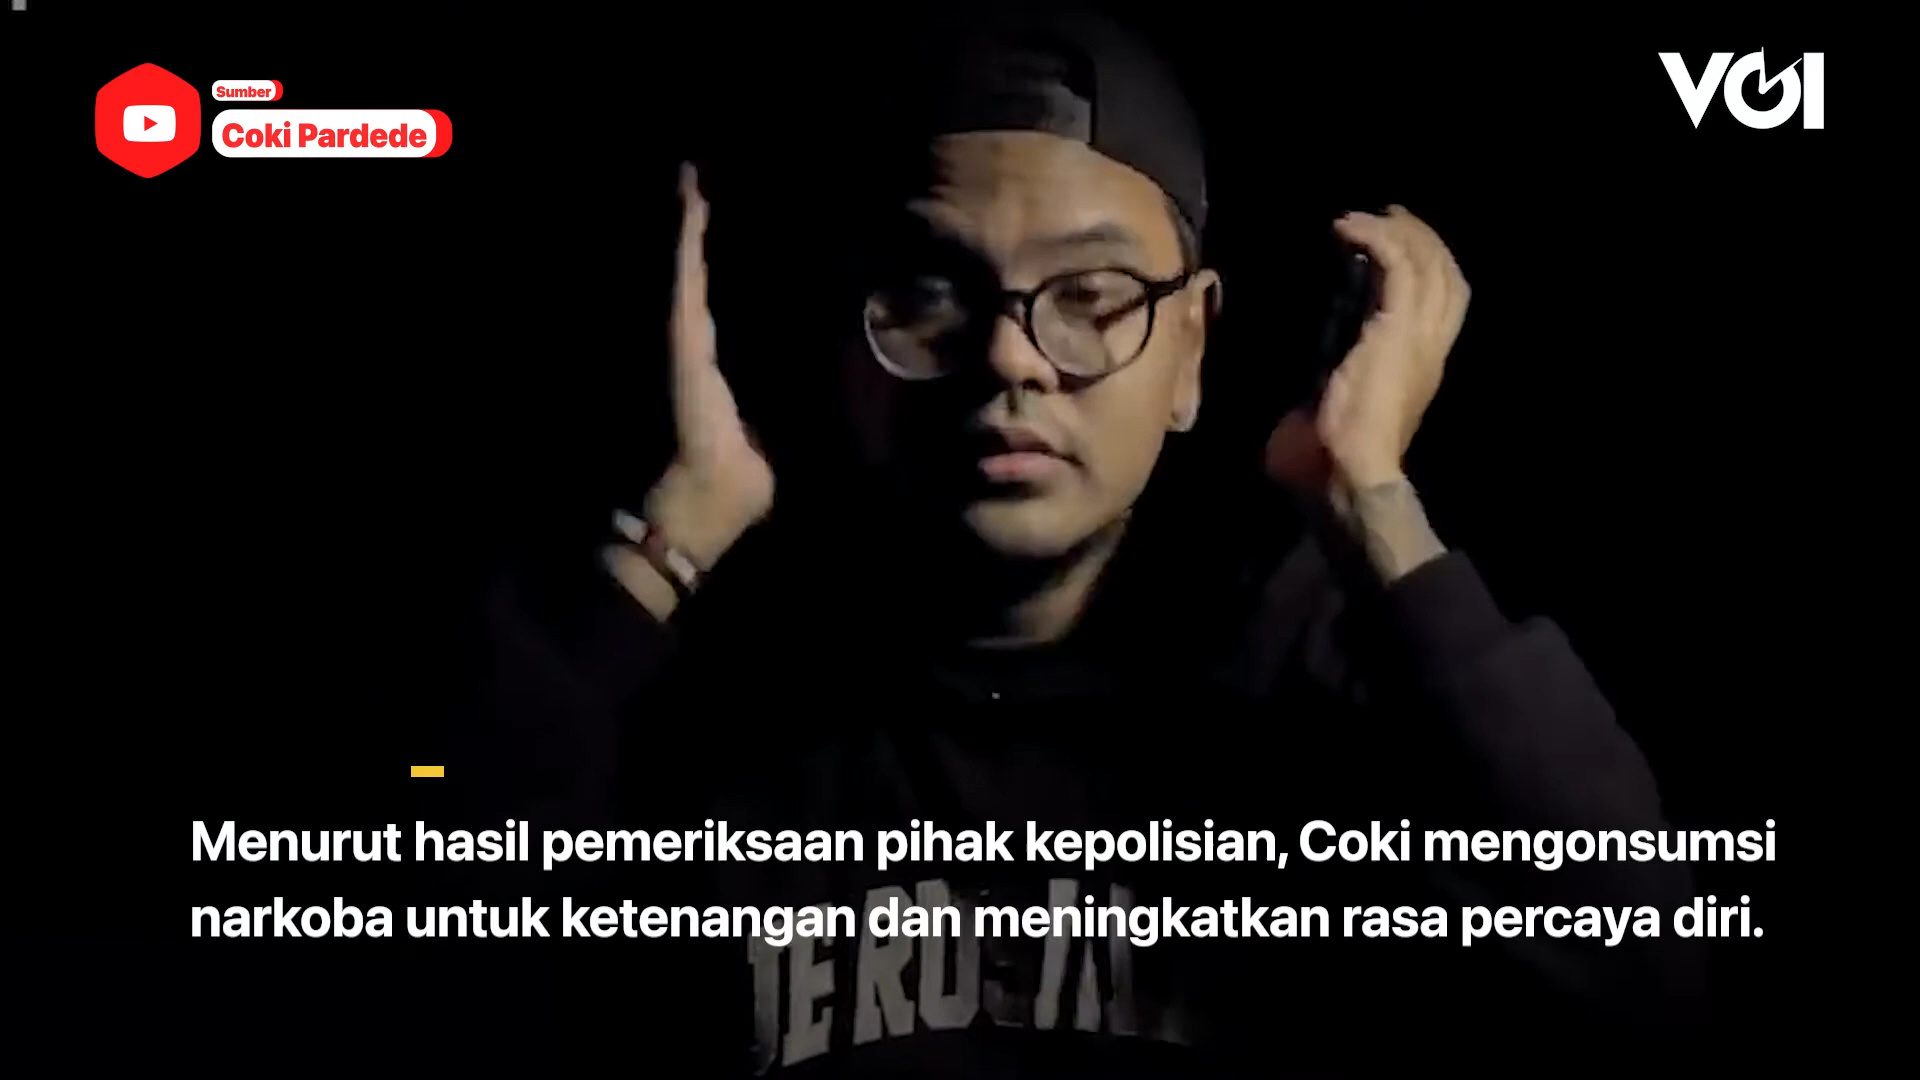 Sumber
Coki Pardede
VOI
Menurut hasil pemeriksaan pihak kepolisian, Coki mengonsumsi
narkoba untuk ketenangan dan meningkatkan rasa percaya diri.